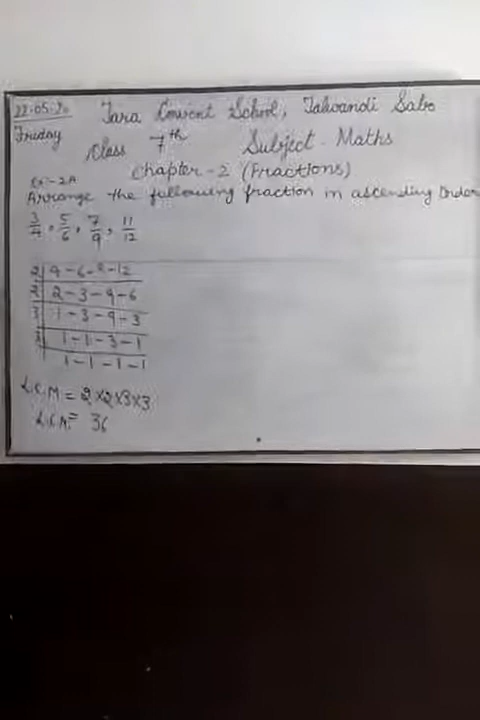 22-05-20 Tara Convent School, Talwandi Sabo
Friday
Class 7th Subject - Maths
Chapter - 2 (Fractions)
Ex - 2A
Arrange the following fraction in ascending Order
3/4, 5/6, 7/9, 11/12
2| 4 - 6 - 9 - 12
2| 2 - 3 - 9 - 6
3| 1 - 3 - 9 - 3
3| 1 - 1 - 3 - 1
1 - 1 - 1 - 1
L.C.M = 2×2×3×3
L.C.M = 36